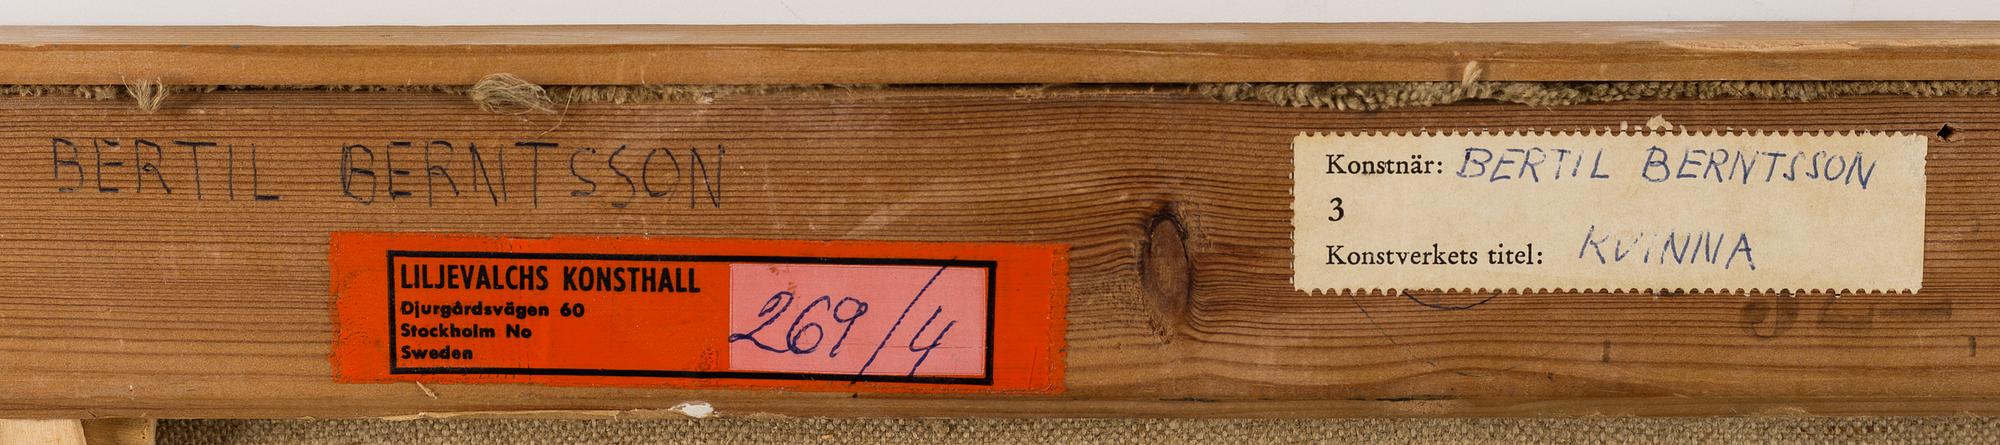 BERTIL BERNTSSON
LILJEVALCHS KONSTHALL
Djurgårdsvägen 60
Stockholm No
Sweden
269/4
Konstnär: BERTIL BERNTSSON
3
Konstverkets titel: KVINNA